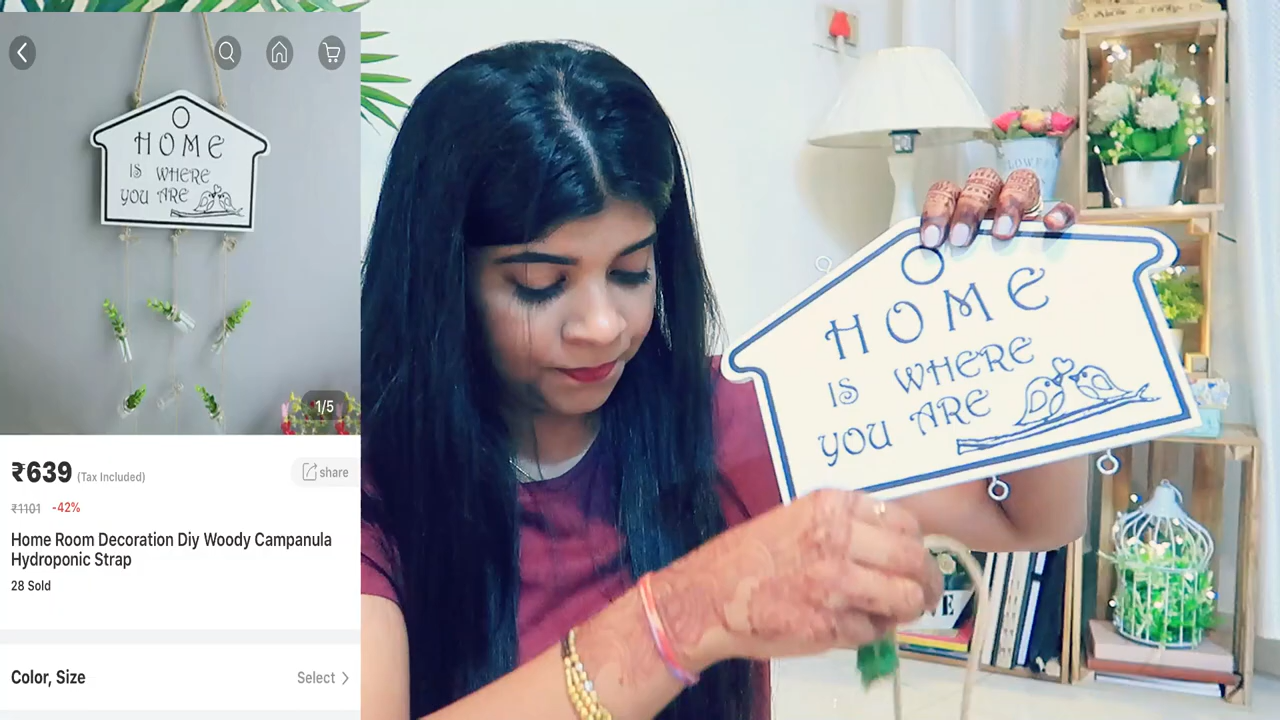 HOME
IS WHERE
YOU ARE
1/5
₹639 (Tax Included)
share
₹1101 -42%
Home Room Decoration Diy Woody Campanula
Hydroponic Strap
28 Sold
Color, Size
Select
HOME
IS WHERE
YOU ARE